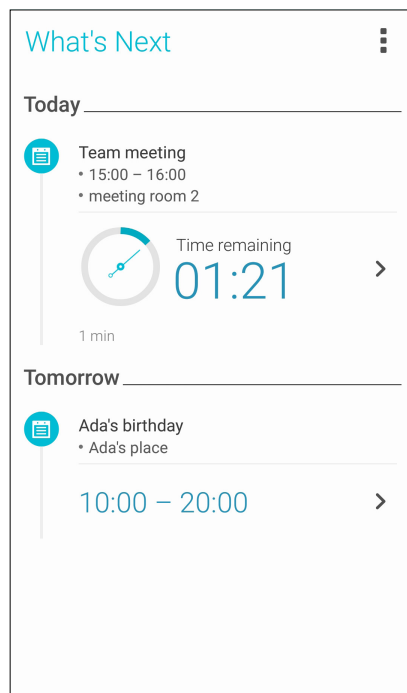 What's Next
Today
Team meeting
• 15:00 – 16:00
• meeting room 2
Time remaining
01:21
1 min
Tomorrow
Ada's birthday
• Ada's place
10:00 – 20:00